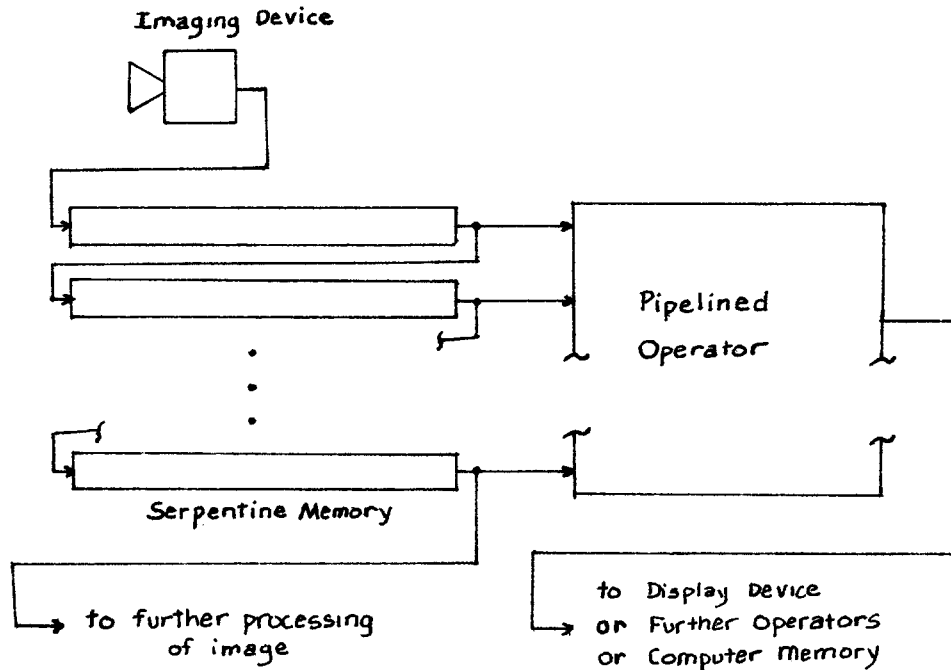 Imaging Device
Pipelined
Operator
Serpentine Memory
to further processing
of image
to Display Device
or Further Operators
or Computer Memory